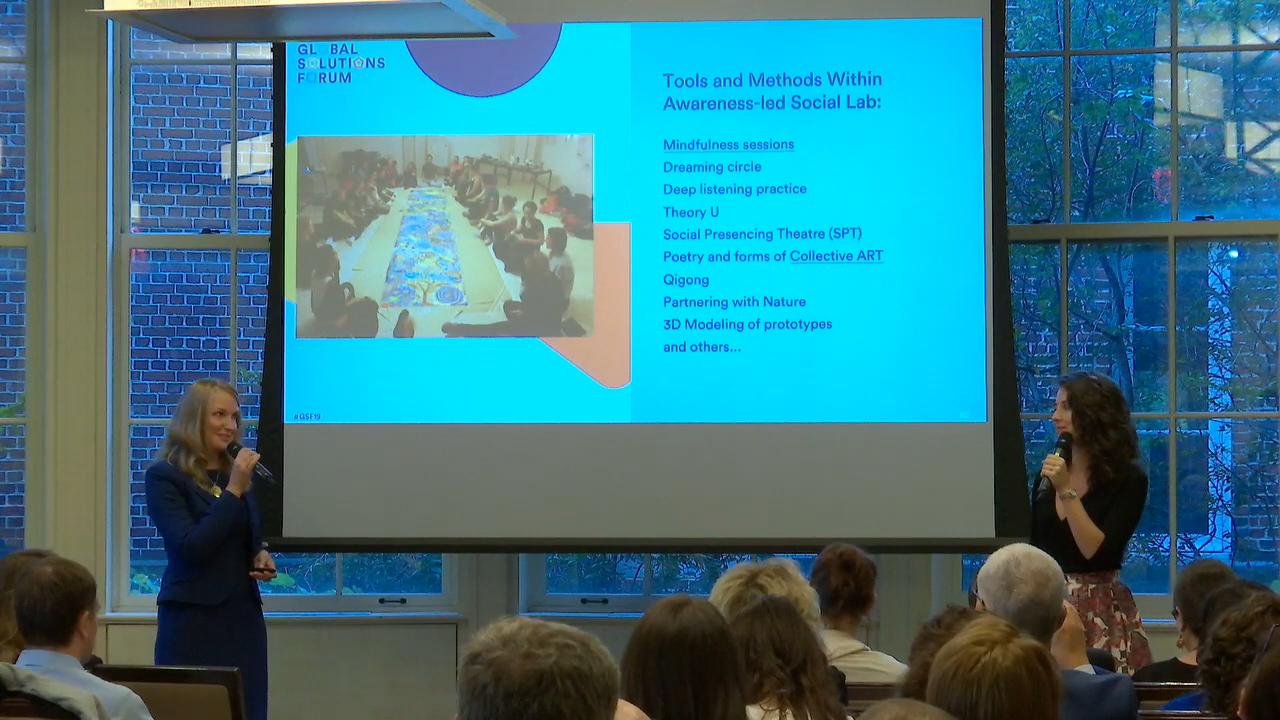 GLOBAL
SOLUTIONS
FORUM
Tools and Methods Within
Awareness-led Social Lab:
Mindfulness sessions
Dreaming circle
Deep listening practice
Theory U
Social Presencing Theatre (SPT)
Poetry and forms of Collective ART
Qigong
Partnering with Nature
3D Modeling of prototypes
and others...
#GSF19